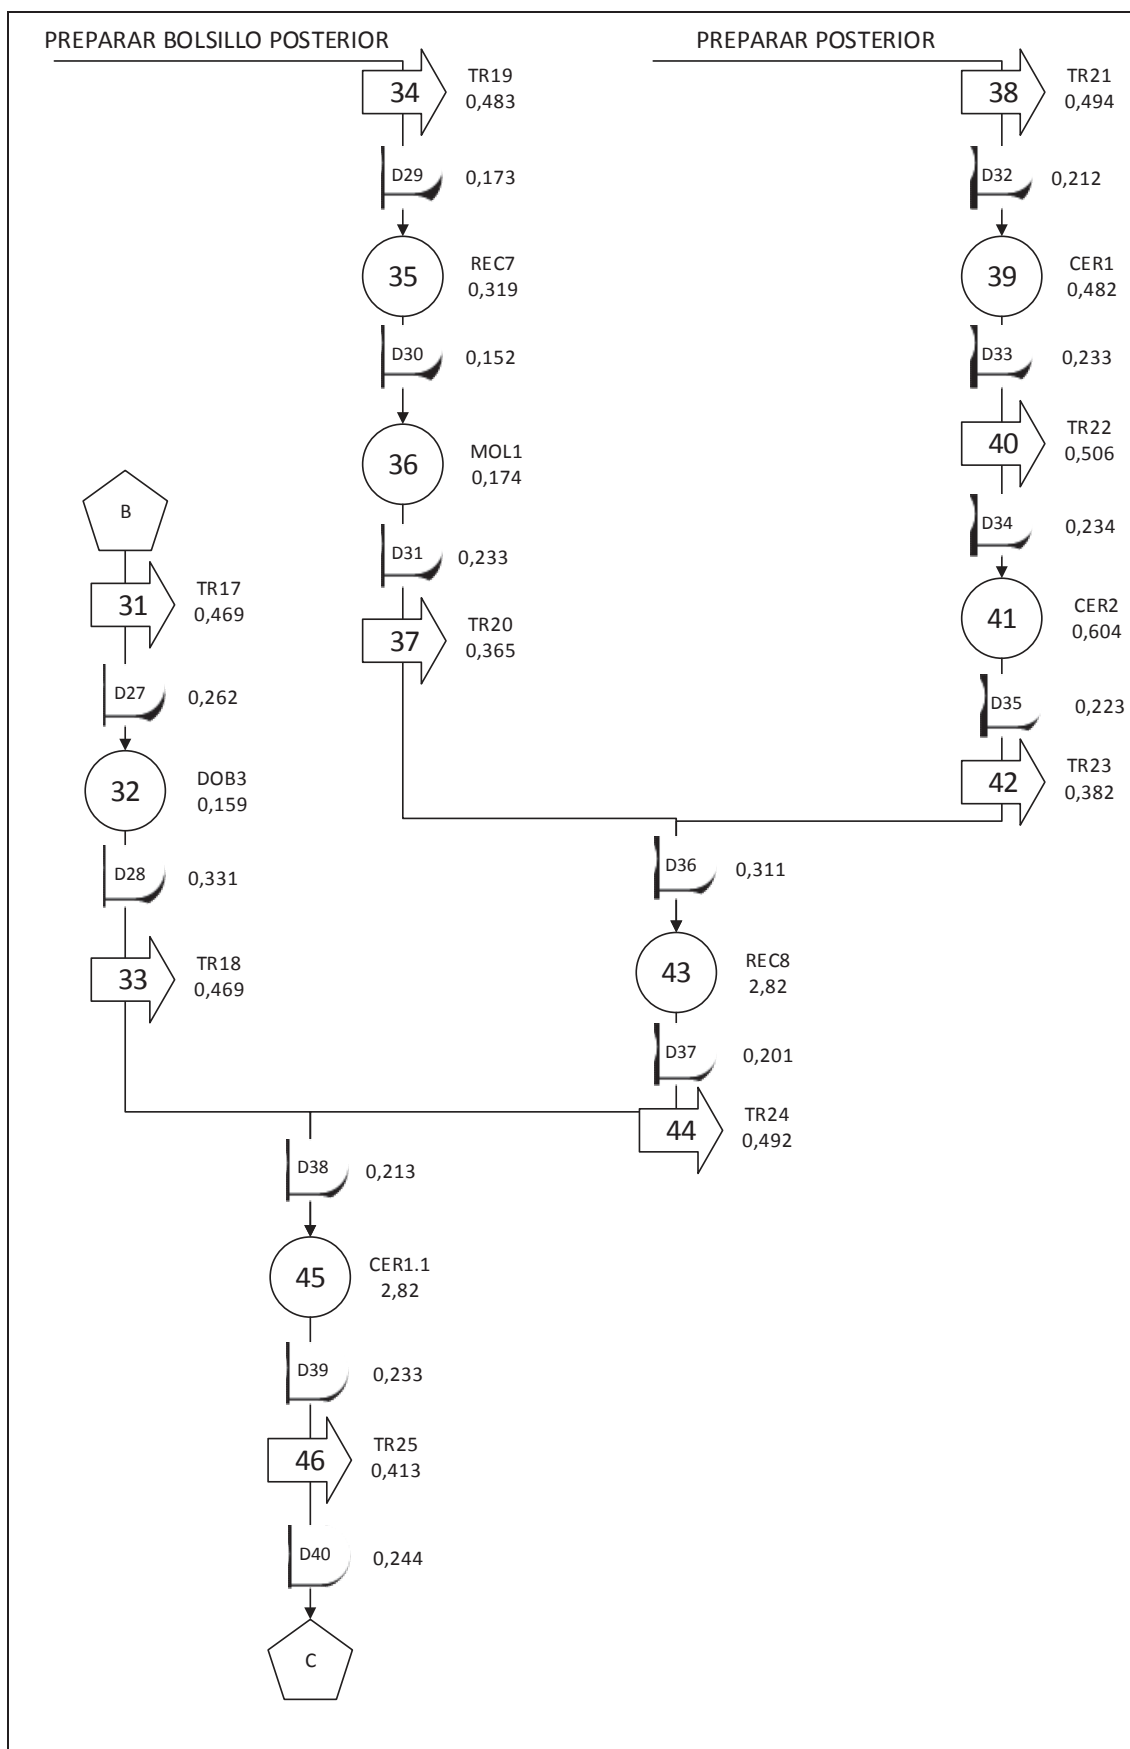 PREPARAR BOLSILLO POSTERIOR
34
TR19
0,483
D29
0,173
35
REC7
0,319
D30
0,152
36
MOL1
0,174
D31
0,233
37
TR20
0,365
PREPARAR POSTERIOR
38
TR21
0,494
D32
0,212
39
CER1
0,482
D33
0,233
40
TR22
0,506
D34
0,234
41
CER2
0,604
D35
0,223
42
TR23
0,382
B
31
TR17
0,469
D27
0,262
32
DOB3
0,159
D28
0,331
33
TR18
0,469
D36
0,311
43
REC8
2,82
D37
0,201
44
TR24
0,492
D38
0,213
45
CER1.1
2,82
D39
0,233
46
TR25
0,413
D40
0,244
C